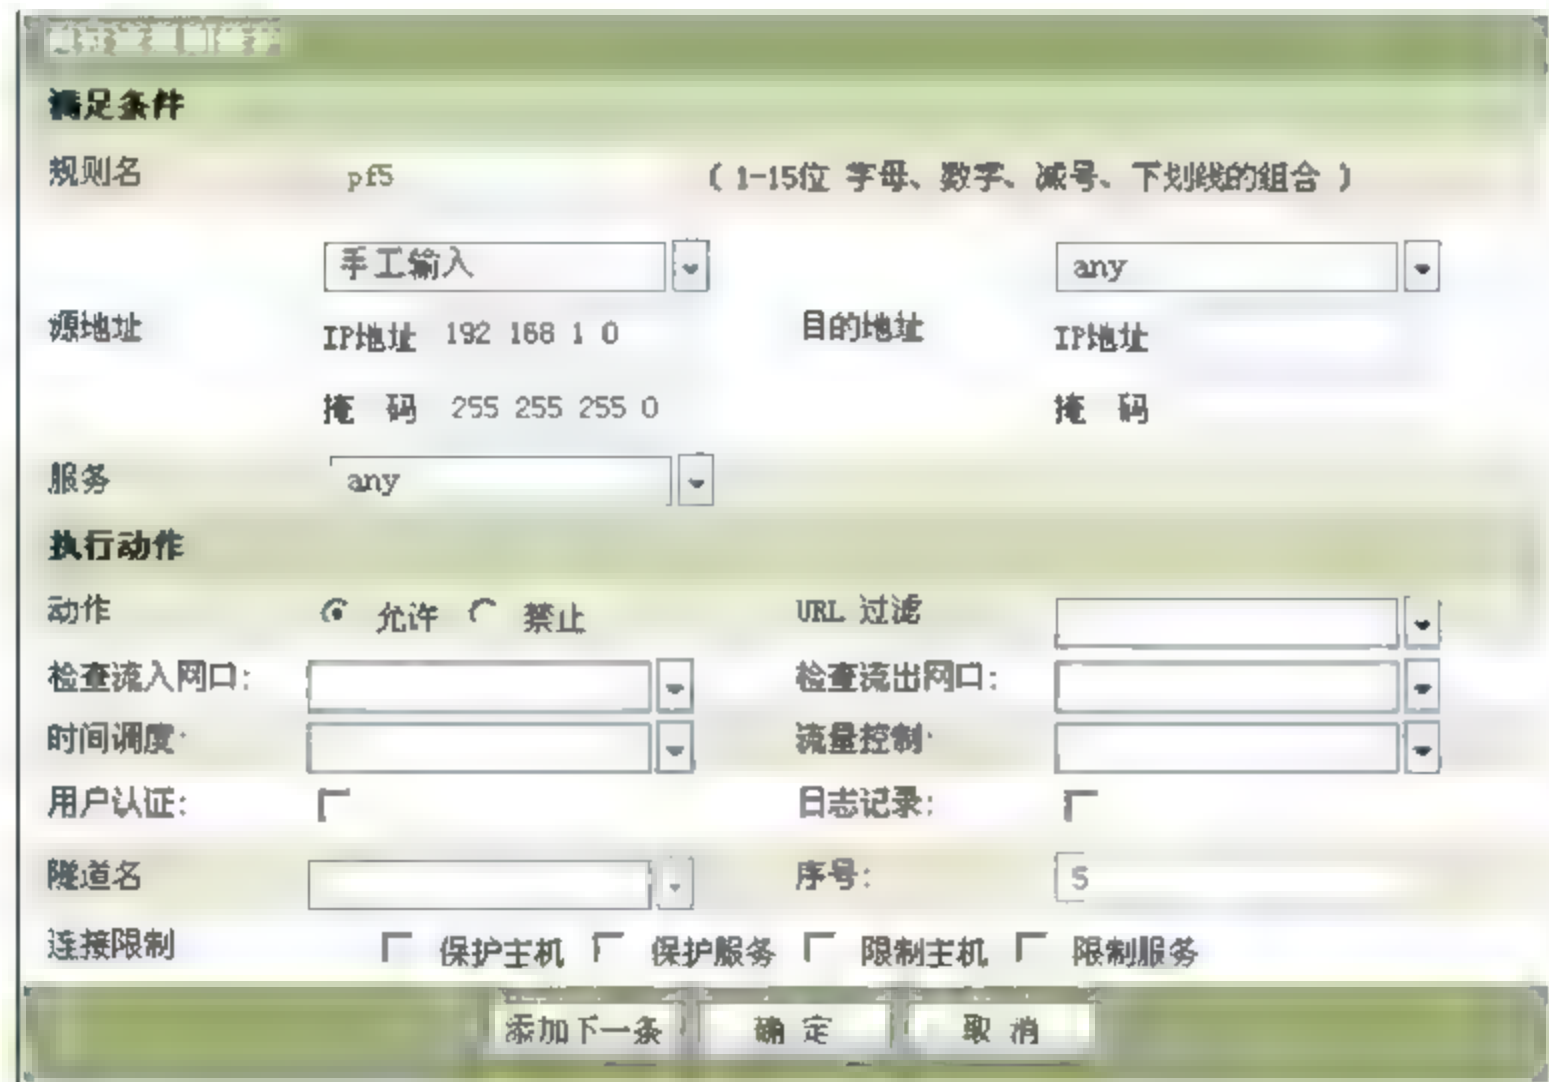 满足条件
规则名 pf5 （ 1-15位 字母、数字、减号、下划线的组合 ）
手工输入 any
源地址 IP地址 192 168 1 0 目的地址 IP地址
掩 码 255 255 255 0 掩 码
服务 any
执行动作
动作 允许 禁止 URL 过滤
检查流入网口: 检查流出网口:
时间调度: 流量控制:
用户认证: 日志记录:
隧道名 序号: 5
连接限制 保护主机 保护服务 限制主机 限制服务
添加下一条 确 定 取 消